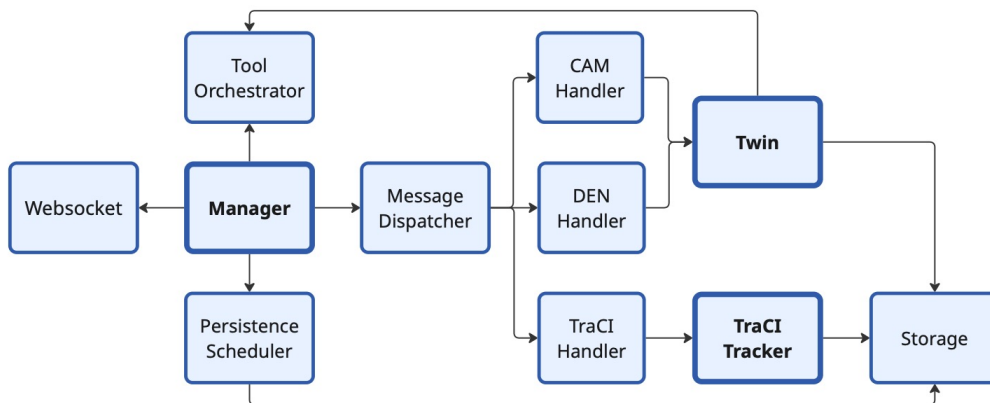 Tool
Orchestrator
CAM
Handler
Twin
Websocket
Manager
Message
Dispatcher
DEN
Handler
Persistence
Scheduler
TraCI
Handler
TraCI
Tracker
Storage